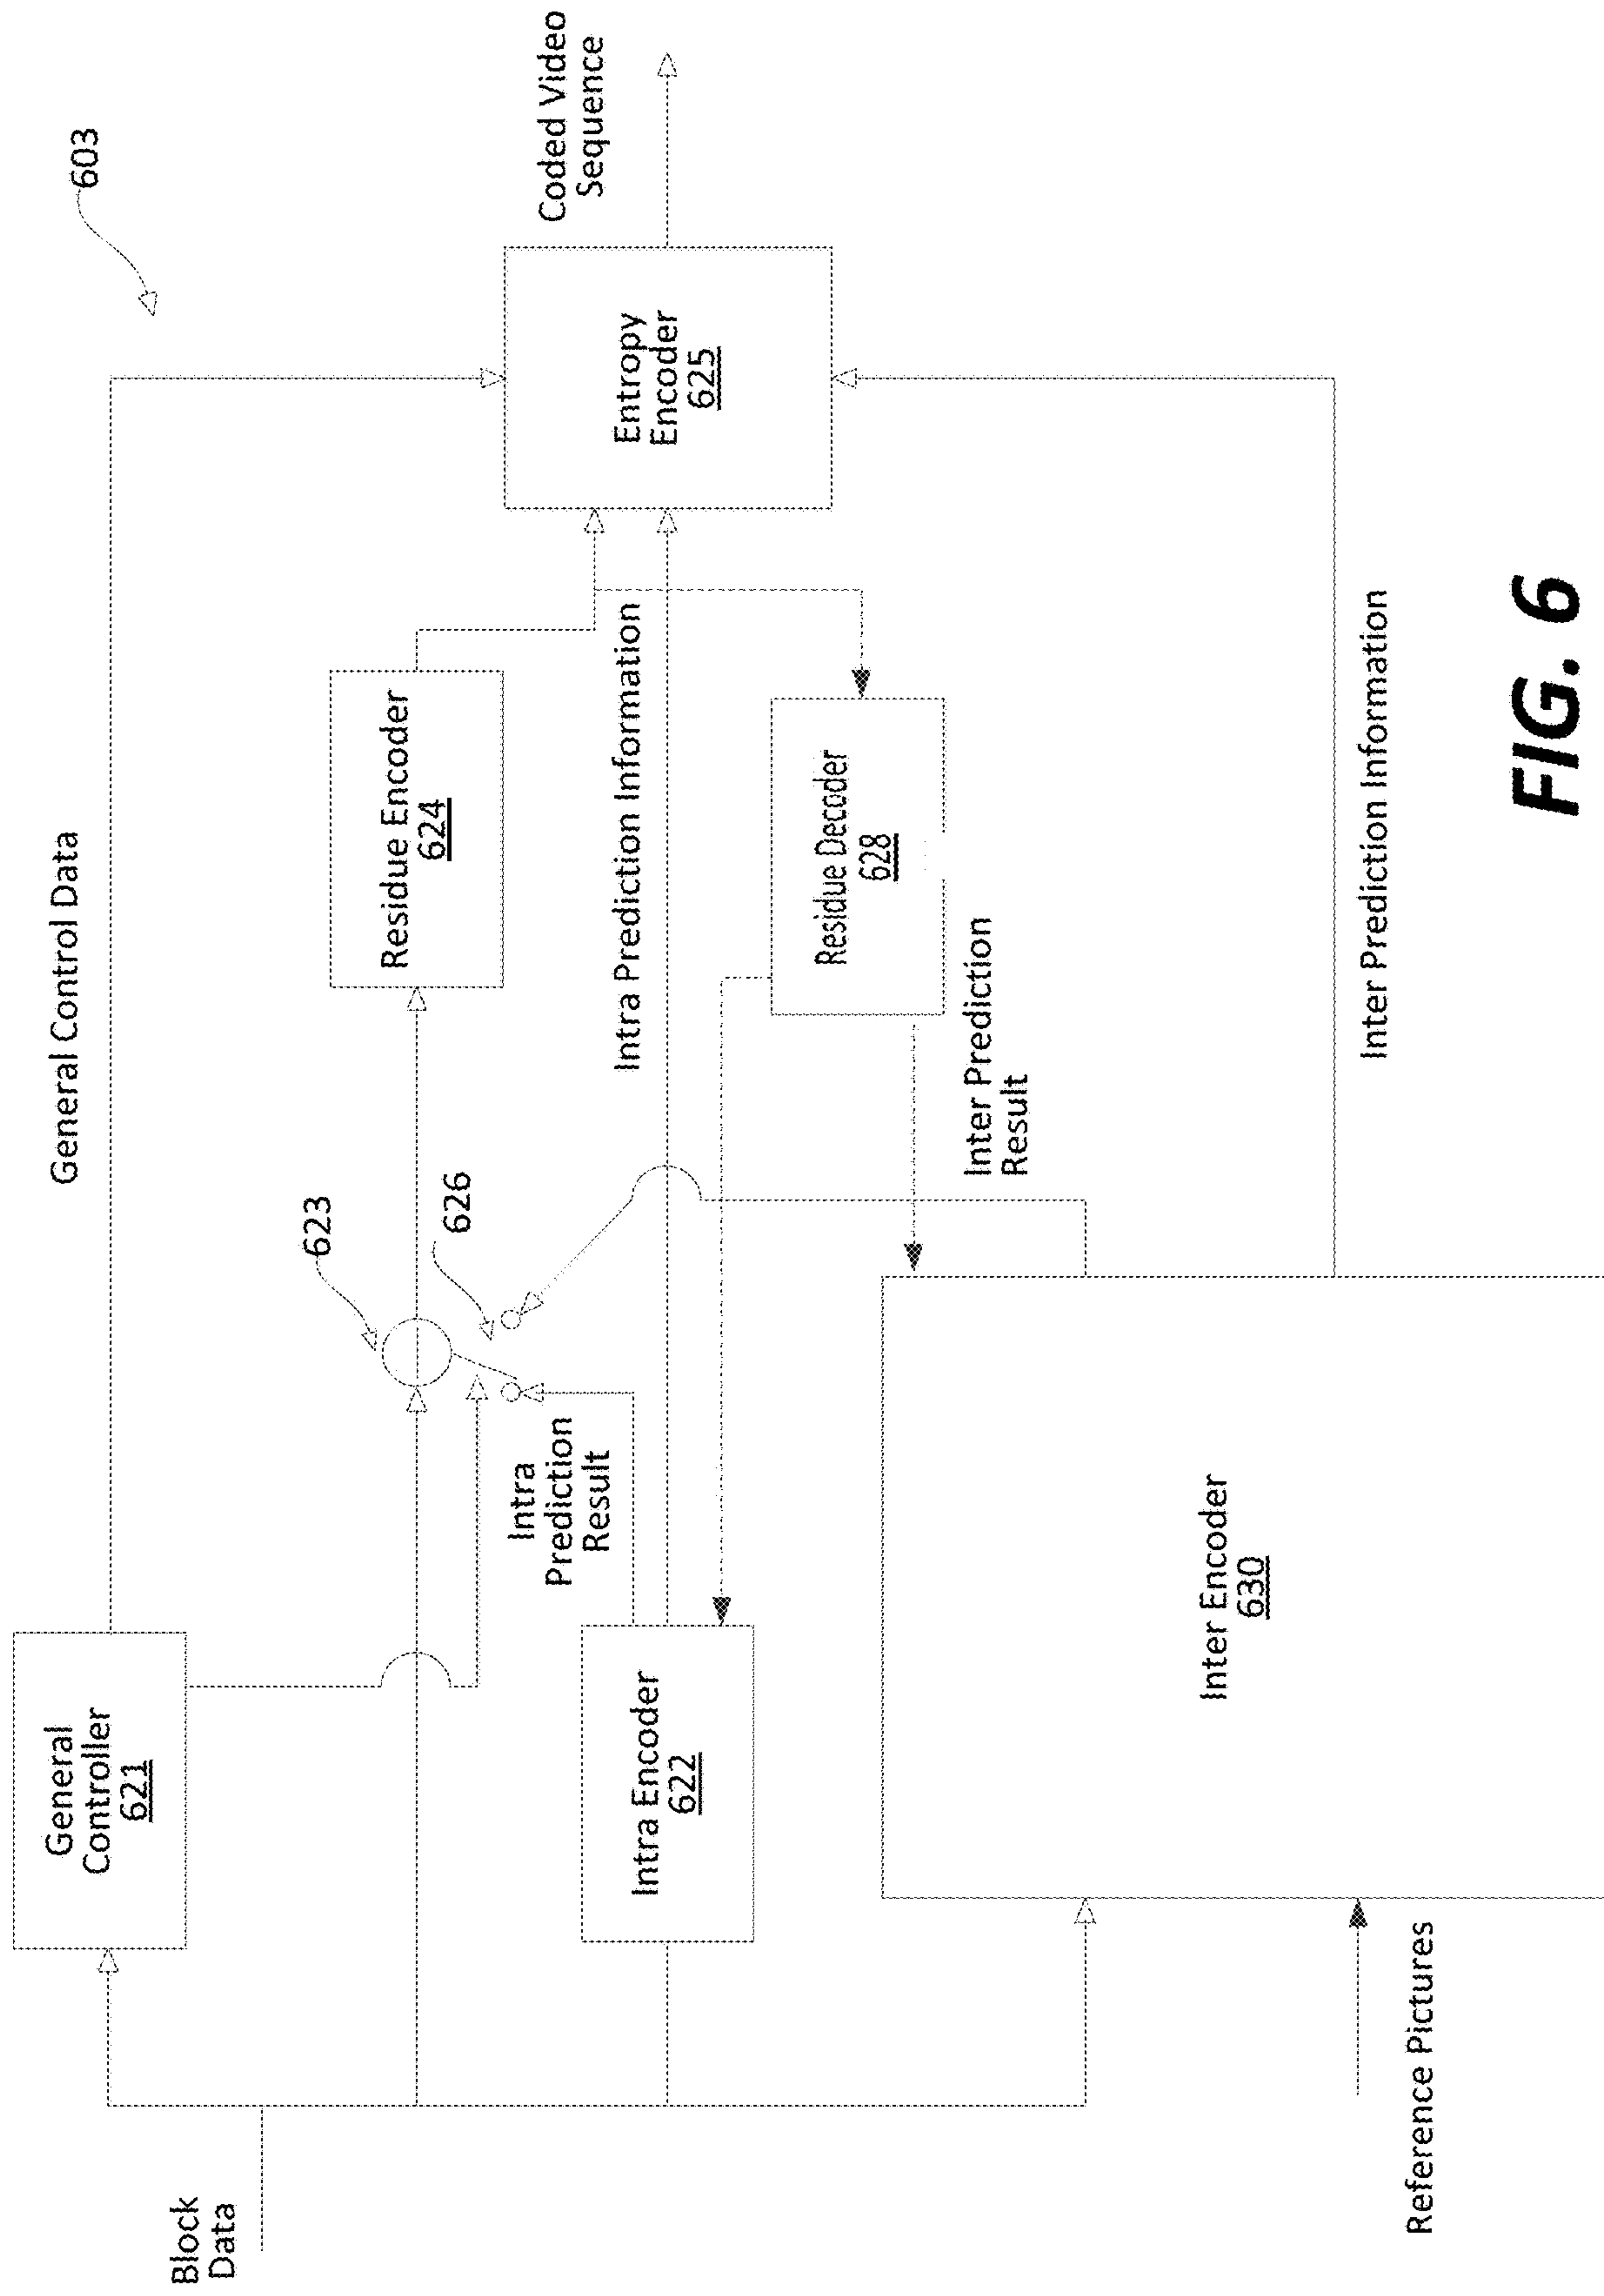 603
General Control Data
General
Controller
621
Block
Data
623
626
Residue Encoder
624
Coded Video
Sequence
Entropy
Encoder
625
Intra
Prediction
Result
Intra Prediction Information
Intra Encoder
622
Residue Decoder
628
Inter Prediction
Result
Inter Encoder
630
Inter Prediction Information
Reference Pictures
FIG. 6